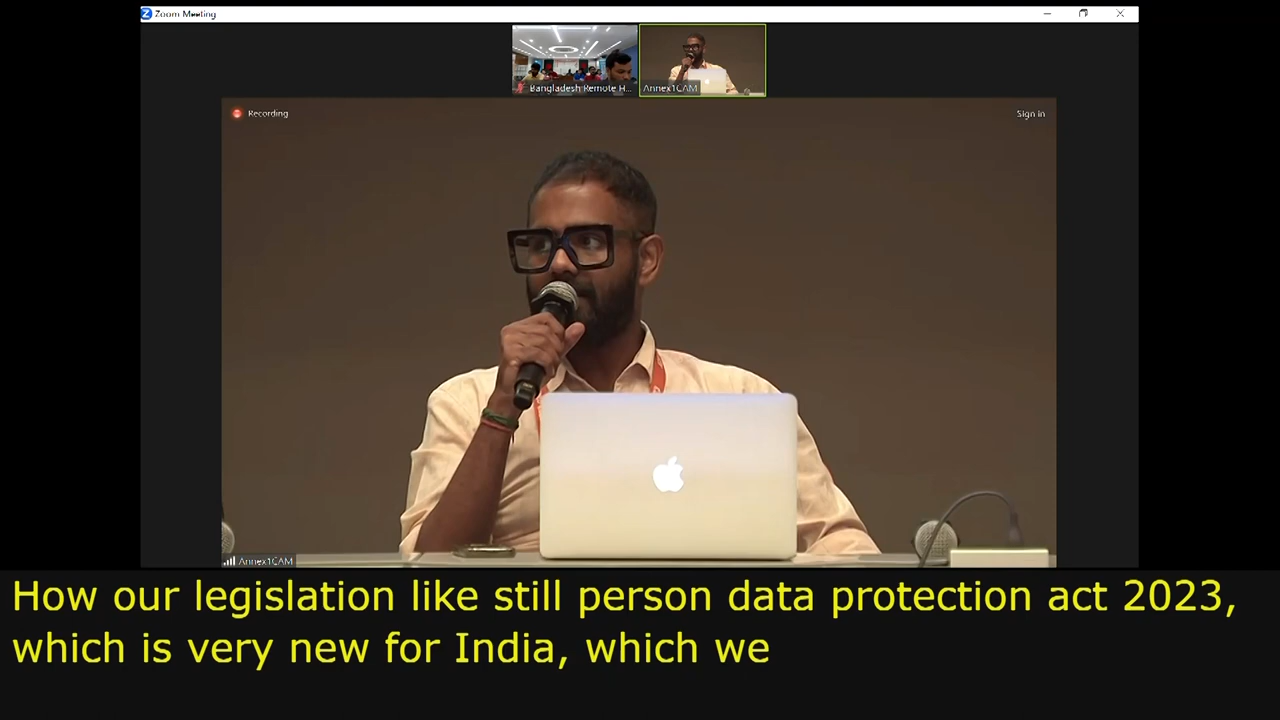 Zoom Meeting
Bangladesh Remote H...
Annex1CAM
Recording
Sign in
Annex1CAM
How our legislation like still person data protection act 2023,
which is very new for India, which we